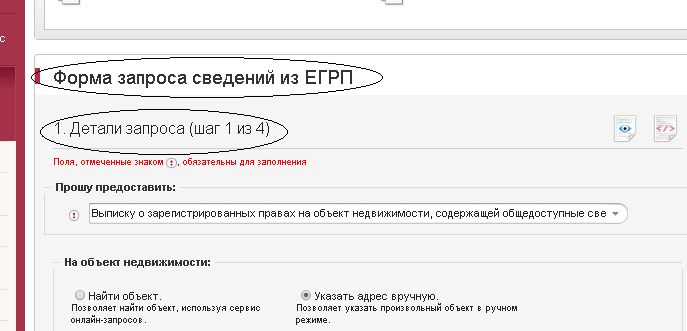 с
Форма запроса сведений из ЕГРП
1. Детали запроса (шаг 1 из 4)
Поля, отмеченные знаком , обязательны для заполнения
Прошу предоставить:
Выписку о зарегистрированных правах на объект недвижимости, содержащей общедоступные све
На объект недвижимости:
Найти объект. Указать адрес вручную.
Позволяет найти объект, используя сервис Позволяет указать произвольный объект в ручном
онлайн-запросов. режиме.